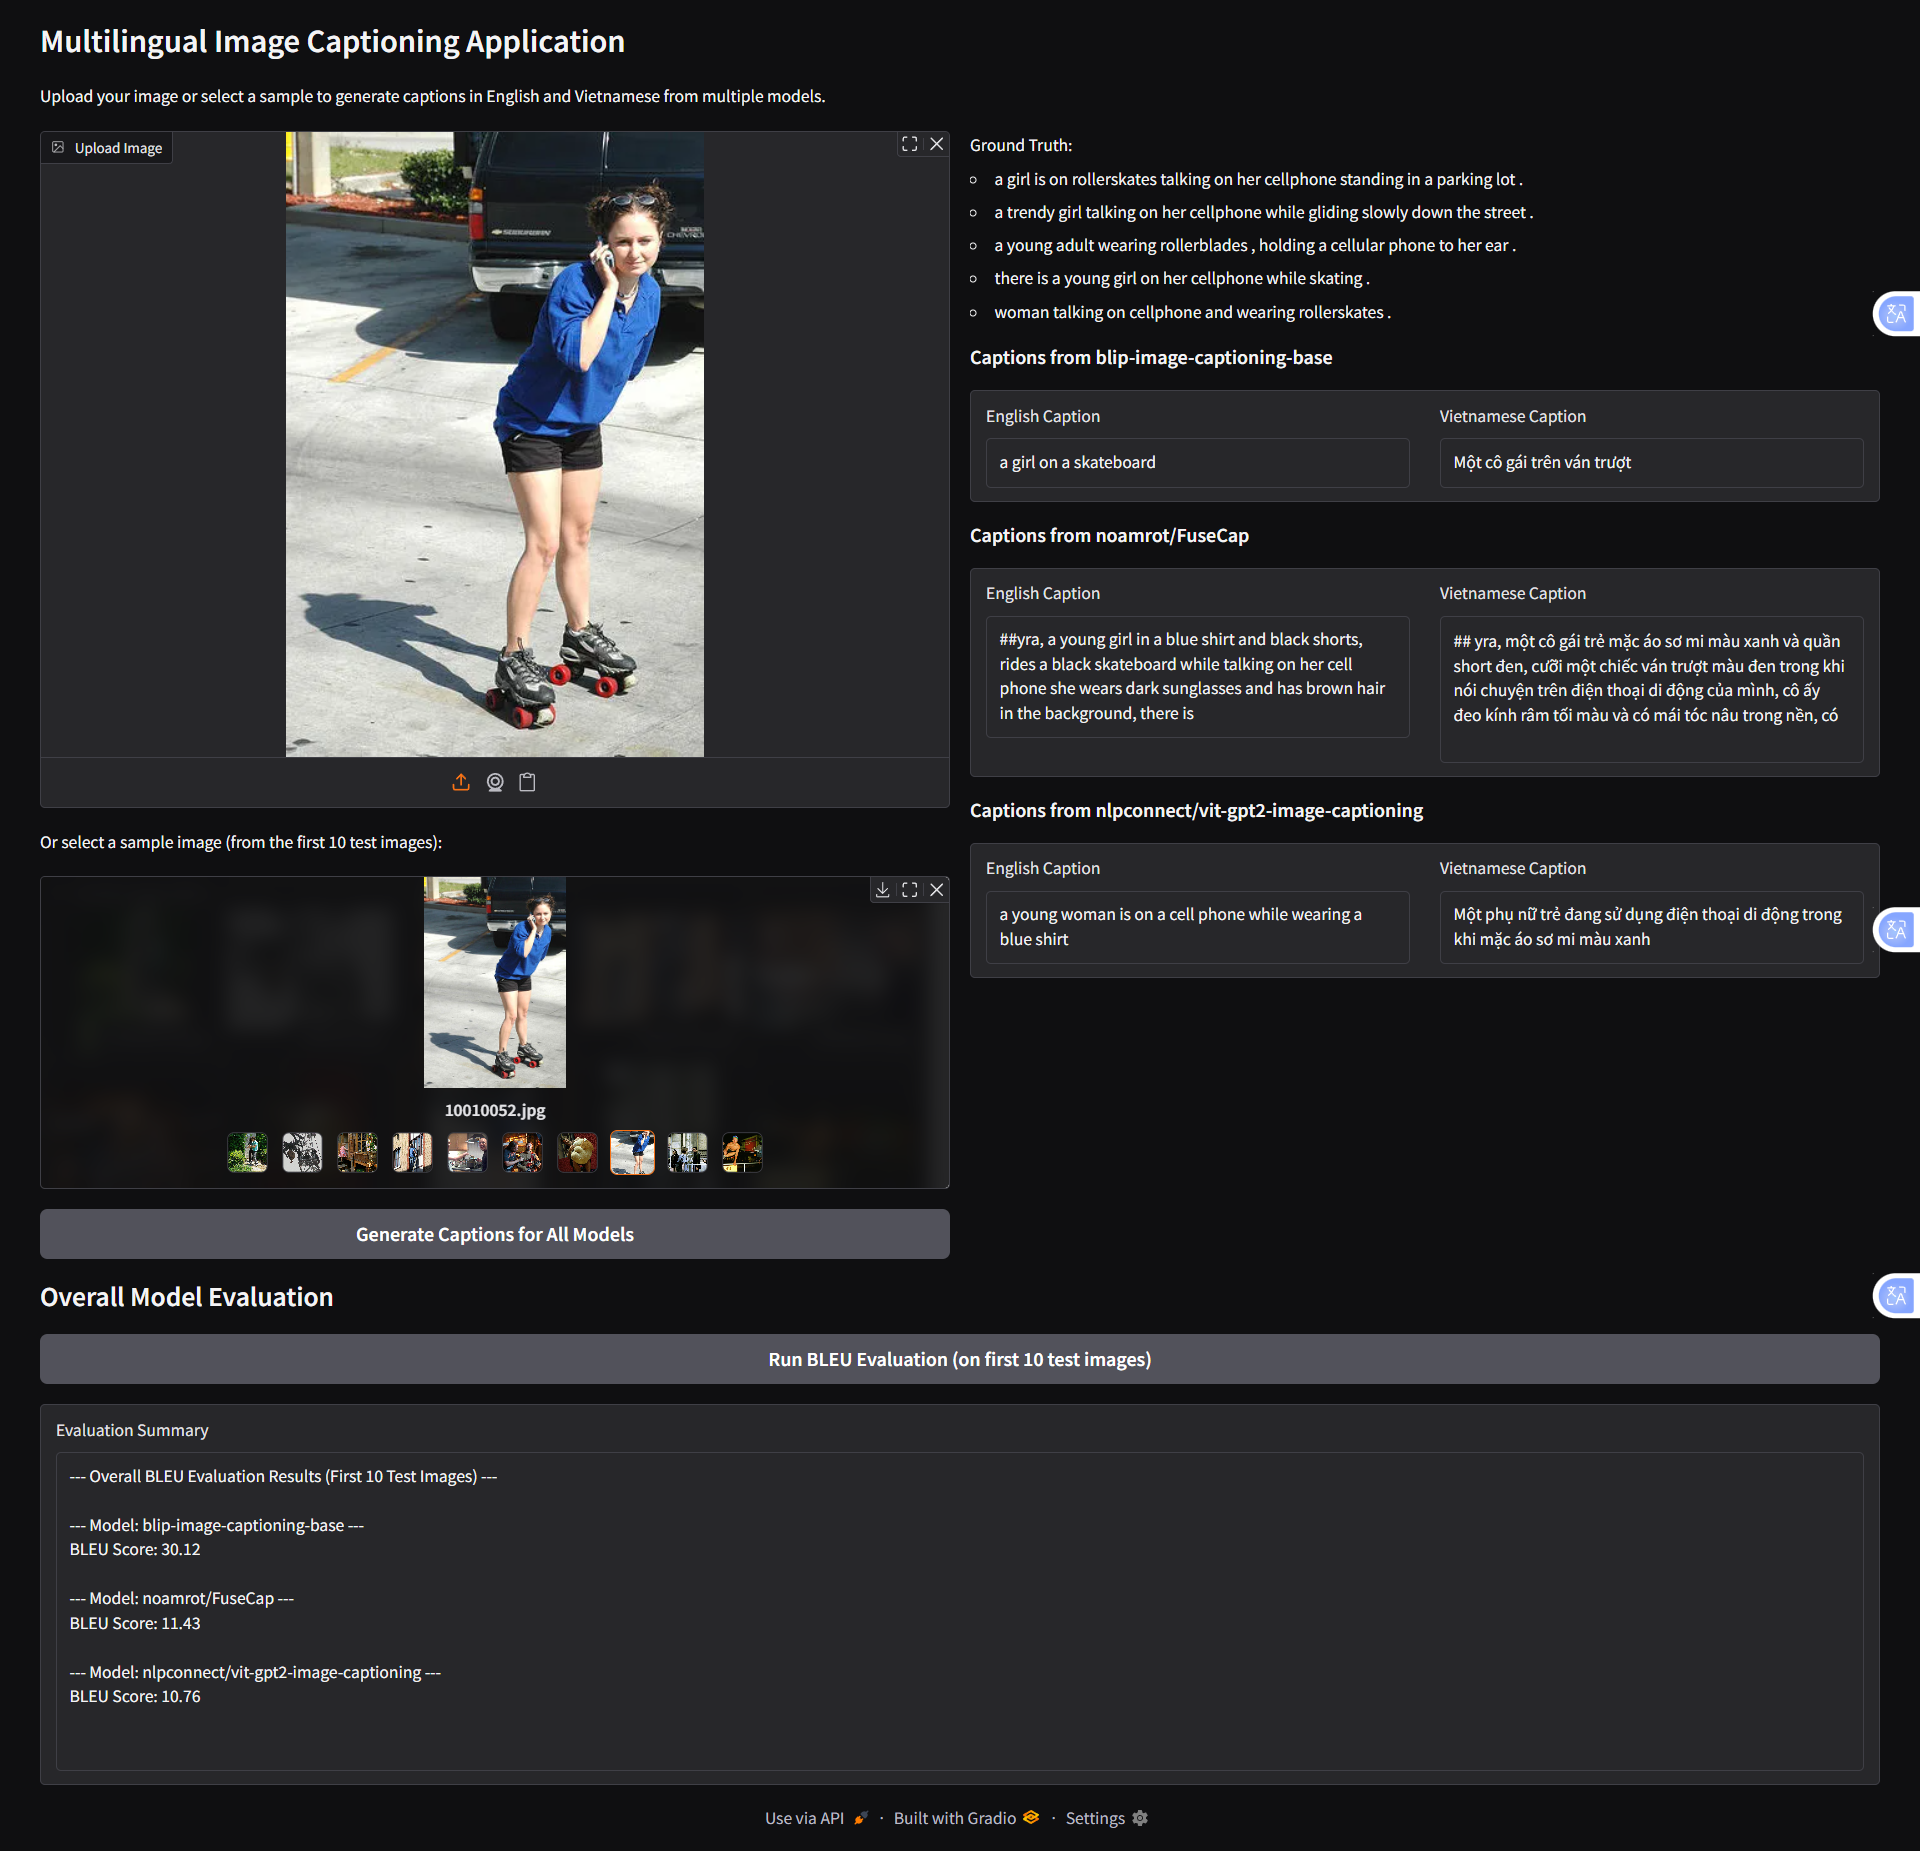 Multilingual Image Captioning Application
Upload your image or select a sample to generate captions in English and Vietnamese from multiple models.
Upload Image
SUBURBAN
CHEVROLET
Or select a sample image (from the first 10 test images):
10010052.jpg
Generate Captions for All Models
Ground Truth:
a girl is on rollerskates talking on her cellphone standing in a parking lot .
a trendy girl talking on her cellphone while gliding slowly down the street .
a young adult wearing rollerblades , holding a cellular phone to her ear .
there is a young girl on her cellphone while skating .
woman talking on cellphone and wearing rollerskates .
Captions from blip-image-captioning-base
English Caption
a girl on a skateboard
Vietnamese Caption
Một cô gái trên ván trượt
Captions from noamrot/FuseCap
English Caption
##yra, a young girl in a blue shirt and black shorts,
rides a black skateboard while talking on her cell
phone she wears dark sunglasses and has brown hair
in the background, there is
Vietnamese Caption
## yra, một cô gái trẻ mặc áo sơ mi màu xanh và quần
short đen, cưỡi một chiếc ván trượt màu đen trong khi
nói chuyện trên điện thoại di động của mình, cô ấy
đeo kính râm tối màu và có mái tóc nâu trong nền, có
Captions from nlpconnect/vit-gpt2-image-captioning
English Caption
a young woman is on a cell phone while wearing a
blue shirt
Vietnamese Caption
Một phụ nữ trẻ đang sử dụng điện thoại di động trong
khi mặc áo sơ mi màu xanh
Overall Model Evaluation
Run BLEU Evaluation (on first 10 test images)
Evaluation Summary
--- Overall BLEU Evaluation Results (First 10 Test Images) ---
--- Model: blip-image-captioning-base ---
BLEU Score: 30.12
--- Model: noamrot/FuseCap ---
BLEU Score: 11.43
--- Model: nlpconnect/vit-gpt2-image-captioning ---
BLEU Score: 10.76
Use via API · Built with Gradio · Settings